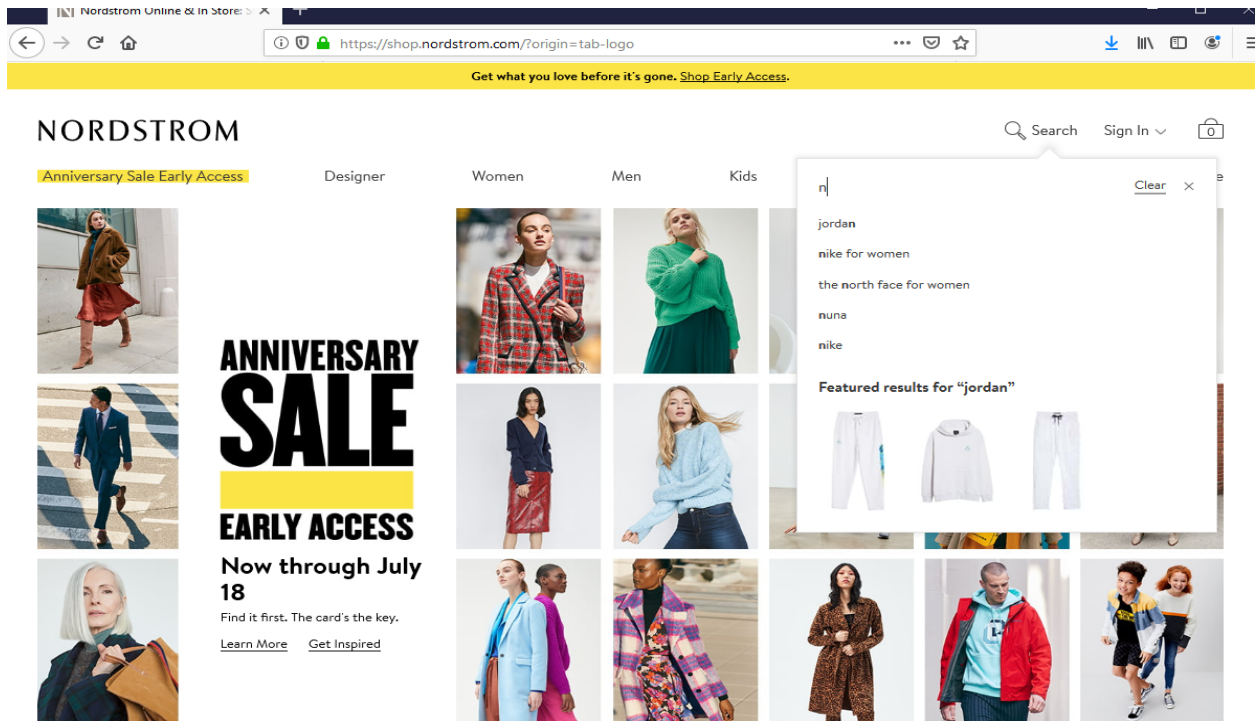 Nordstrom Online & In Store: S
https://shop.nordstrom.com/?origin=tab-logo
Get what you love before it's gone. Shop Early Access.
NORDSTROM
Search
Sign In
0
Anniversary Sale Early Access
Designer
Women
Men
Kids
e
n
Clear
jordan
nike for women
the north face for women
nuna
nike
Featured results for “jordan”
ANNIVERSARY
SALE
EARLY ACCESS
Now through July
18
Find it first. The card's the key.
Learn More
Get Inspired